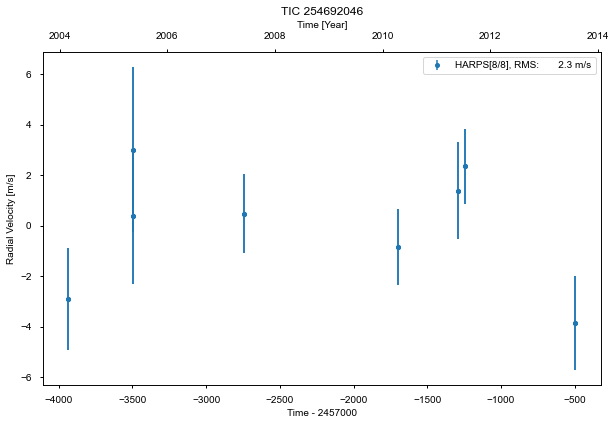 TIC 254692046
Time [Year]
2004 2006 2008 2010 2012 2014
HARPS[8/8], RMS: 2.3 m/s
6
4
2
0
−2
−4
−6
Radial Velocity [m/s]
−4000 −3500 −3000 −2500 −2000 −1500 −1000 −500
Time - 2457000